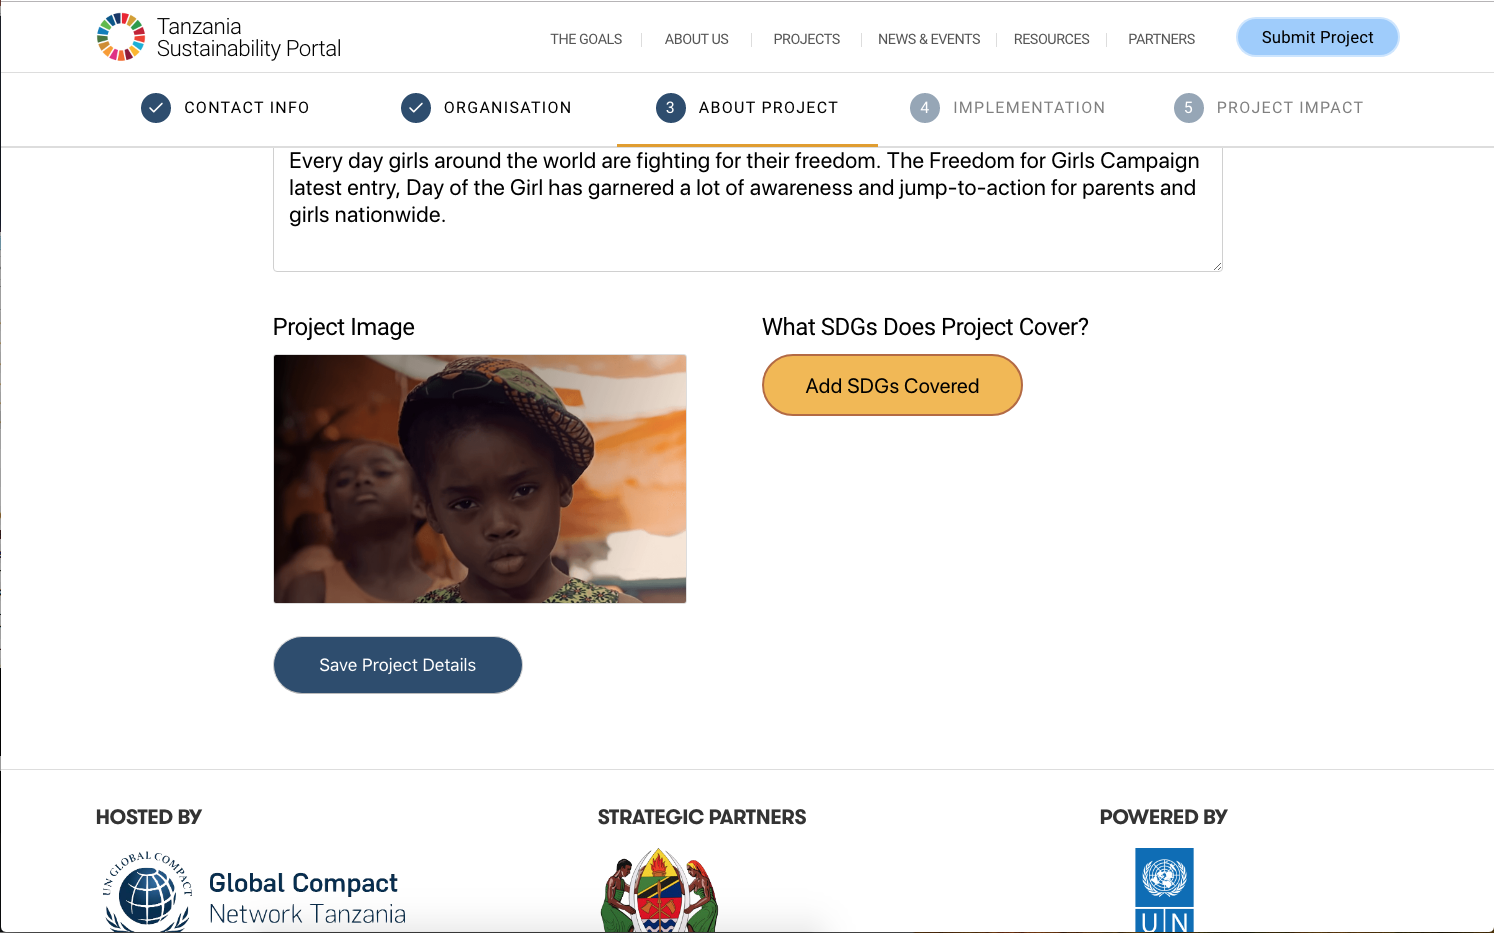 Tanzania
Sustainability Portal
THE GOALS
ABOUT US
PROJECTS
NEWS & EVENTS
RESOURCES
PARTNERS
Submit Project
CONTACT INFO
ORGANISATION
3 ABOUT PROJECT
4 IMPLEMENTATION
5 PROJECT IMPACT
Every day girls around the world are fighting for their freedom. The Freedom for Girls Campaign
latest entry, Day of the Girl has garnered a lot of awareness and jump-to-action for parents and
girls nationwide.
Project Image
What SDGs Does Project Cover?
Add SDGs Covered
Save Project Details
HOSTED BY
STRATEGIC PARTNERS
POWERED BY
UN GLOBAL COMPACT
Global Compact
Network Tanzania
U N